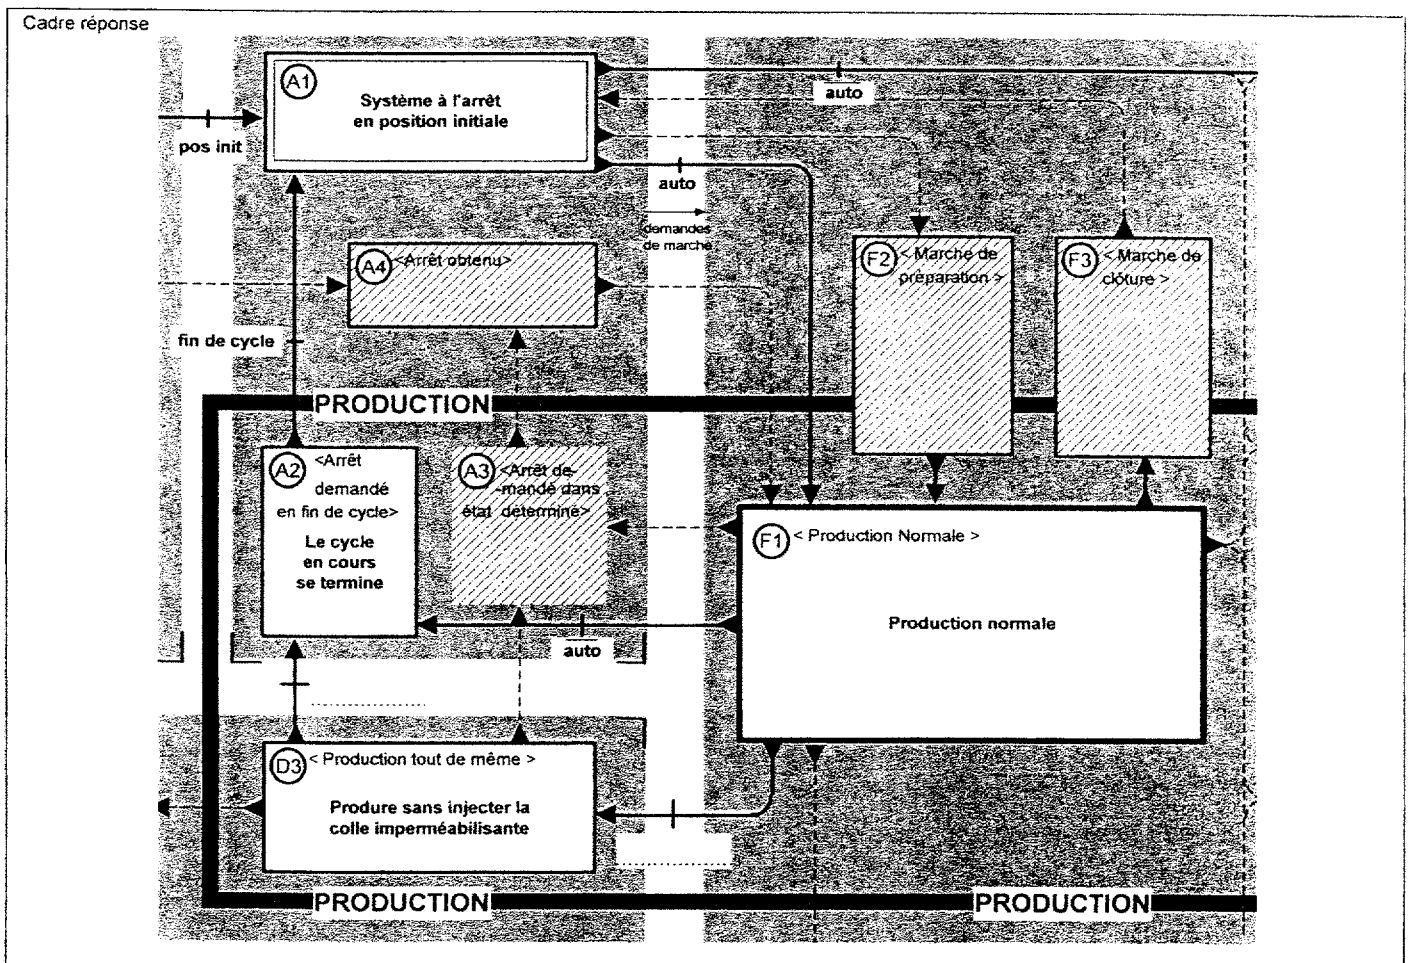 Cadre réponse
A1
Système à l'arrêt
en position initiale
pos init
auto
auto
demandes
de marche
A4
<Arrêt obtenu>
F2
< Marche de
préparation >
F3
< Marche de
clôture >
fin de cycle
PRODUCTION
A2
<Arrêt
demandé
en fin de cycle>
Le cycle
en cours
se termine
A3
<Arrêt de-
-mandé dans
état déterminé>
F1
< Production Normale >
Production normale
auto
D3
< Production tout de même >
Produre sans injecter la
colle imperméabilisante
PRODUCTION
PRODUCTION